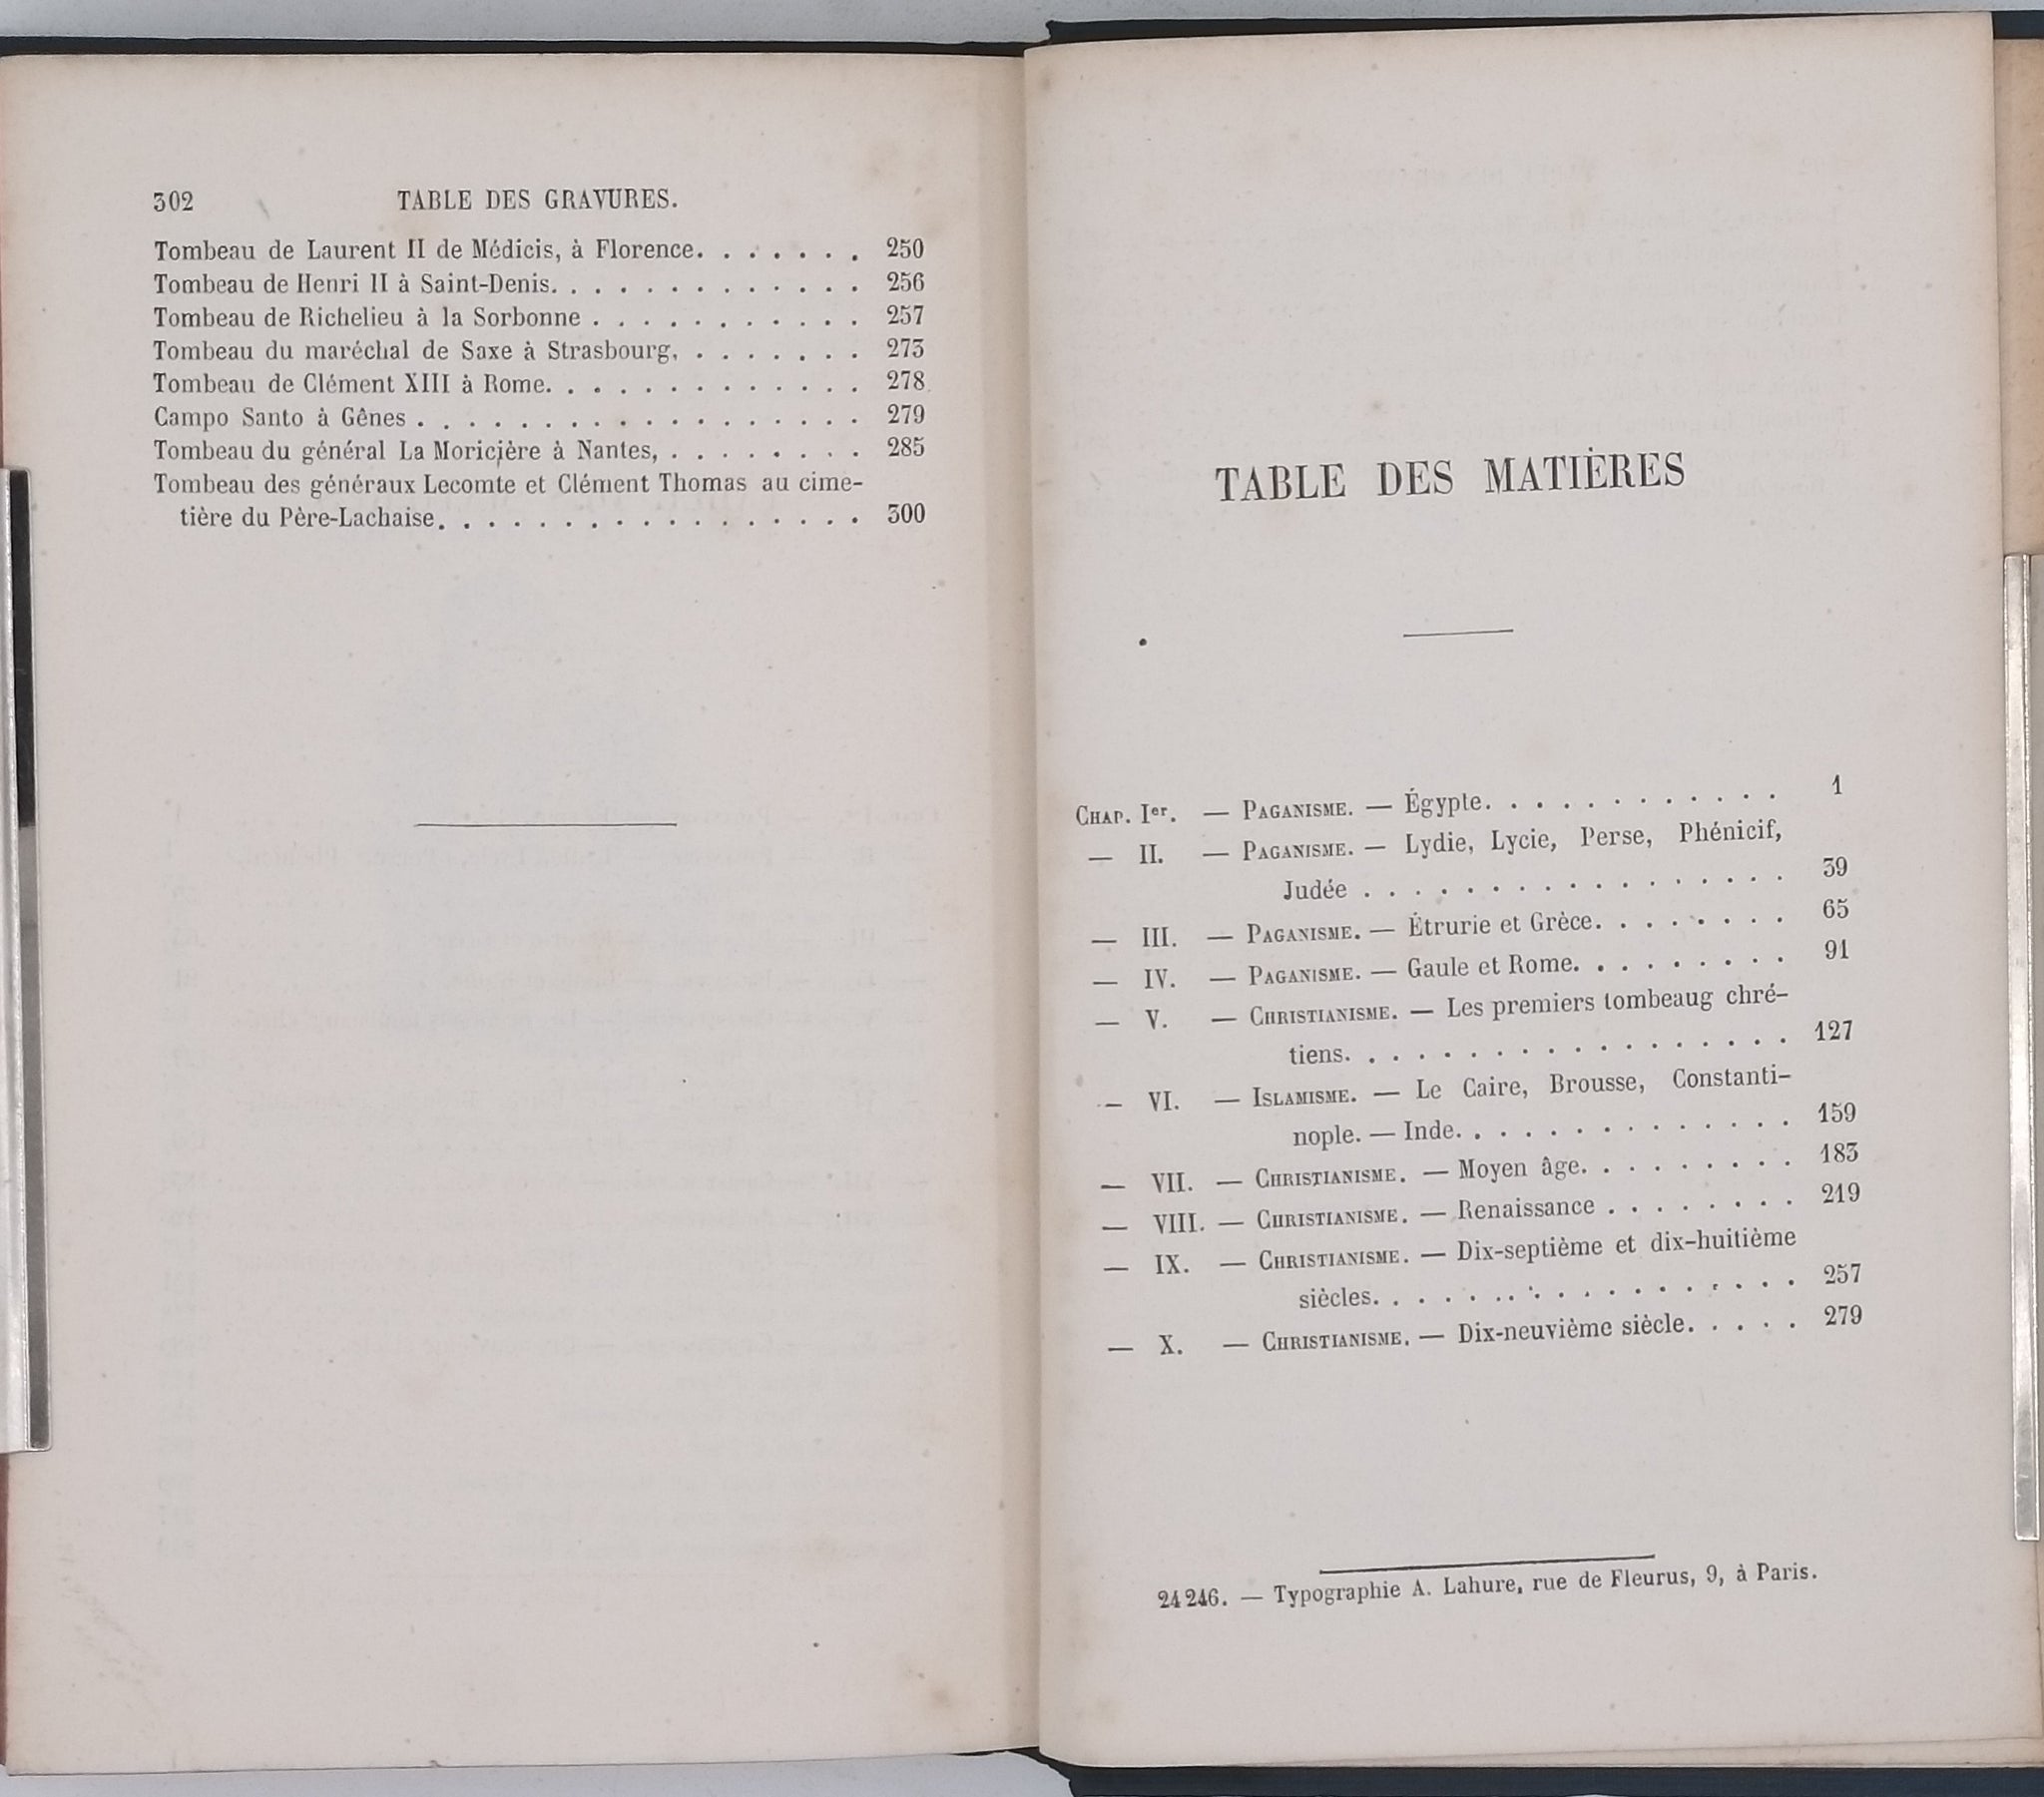 302 TABLE DES GRAVURES.
Tombeau de Laurent II de Médicis, à Florence. . . . . . . 250
Tombeau de Henri II à Saint-Denis. . . . . . . . . . . . . 256
Tombeau de Richelieu à la Sorbonne . . . . . . . . . . . 257
Tombeau du maréchal de Saxe à Strasbourg, . . . . . . . 273
Tombeau de Clément XIII à Rome. . . . . . . . . . . . . 278
Campo Santo à Gênes . . . . . . . . . . . . . . . . . . 279
Tombeau du général La Moricière à Nantes, . . . . . . . . 285
Tombeau des généraux Lecomte et Clément Thomas au cime-
tière du Père-Lachaise. . . . . . . . . . . . . . . . . . 300
TABLE DES MATIÈRES
CHAP. Ier. — PAGANISME. — Égypte. . . . . . . . . . . . 1
— II. — PAGANISME. — Lydie, Lycie, Perse, Phénicif,
Judée . . . . . . . . . . . . . . . . . 39
— III. — PAGANISME. — Étrurie et Grèce. . . . . . . . 65
— IV. — PAGANISME. — Gaule et Rome. . . . . . . . . 91
— V. — CHRISTIANISME. — Les premiers tombeaug chré-
tiens. . . . . . . . . . . . . . . . . . 127
— VI. — ISLAMISME. — Le Caire, Brousse, Constanti-
nople. — Inde. . . . . . . . . . . . . . 159
— VII. — CHRISTIANISME. — Moyen âge. . . . . . . . . 183
— VIII. — CHRISTIANISME. — Renaissance . . . . . . . . 219
— IX. — CHRISTIANISME. — Dix-septième et dix-huitième
siècles. . . . . . . . . . . . . . . . . 257
— X. — CHRISTIANISME. — Dix-neuvième siècle. . . . . 279
24 246. — Typographie A. Lahure, rue de Fleurus, 9, à Paris.